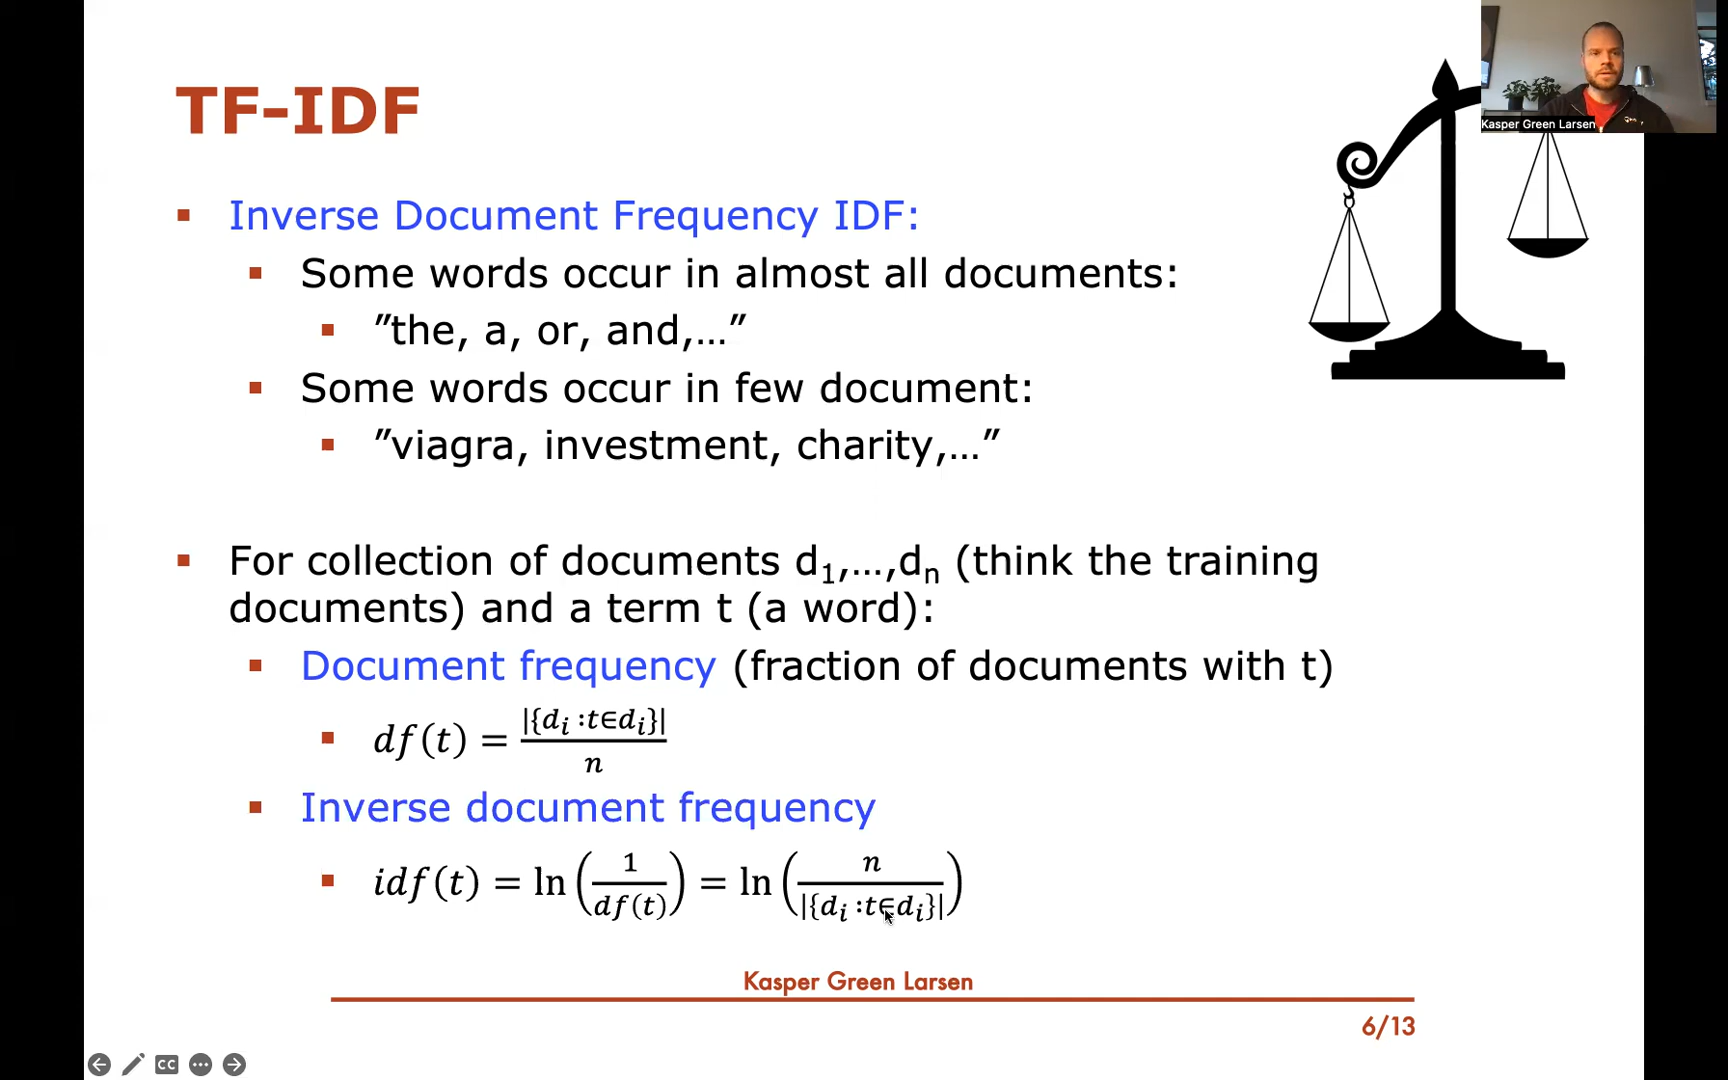 TF-IDF
Kasper Green Larsen
▪ Inverse Document Frequency IDF:
▪ Some words occur in almost all documents:
▪ ”the, a, or, and,…”
▪ Some words occur in few document:
▪ ”viagra, investment, charity,…”
▪ For collection of documents d₁,…,dₙ (think the training
documents) and a term t (a word):
▪ Document frequency (fraction of documents with t)
▪ df(t) = |{dᵢ :t∈dᵢ}| / n
▪ Inverse document frequency
▪ idf(t) = ln(1 / df(t)) = ln(n / |{dᵢ :t∈dᵢ}|)
Kasper Green Larsen
6/13
CC